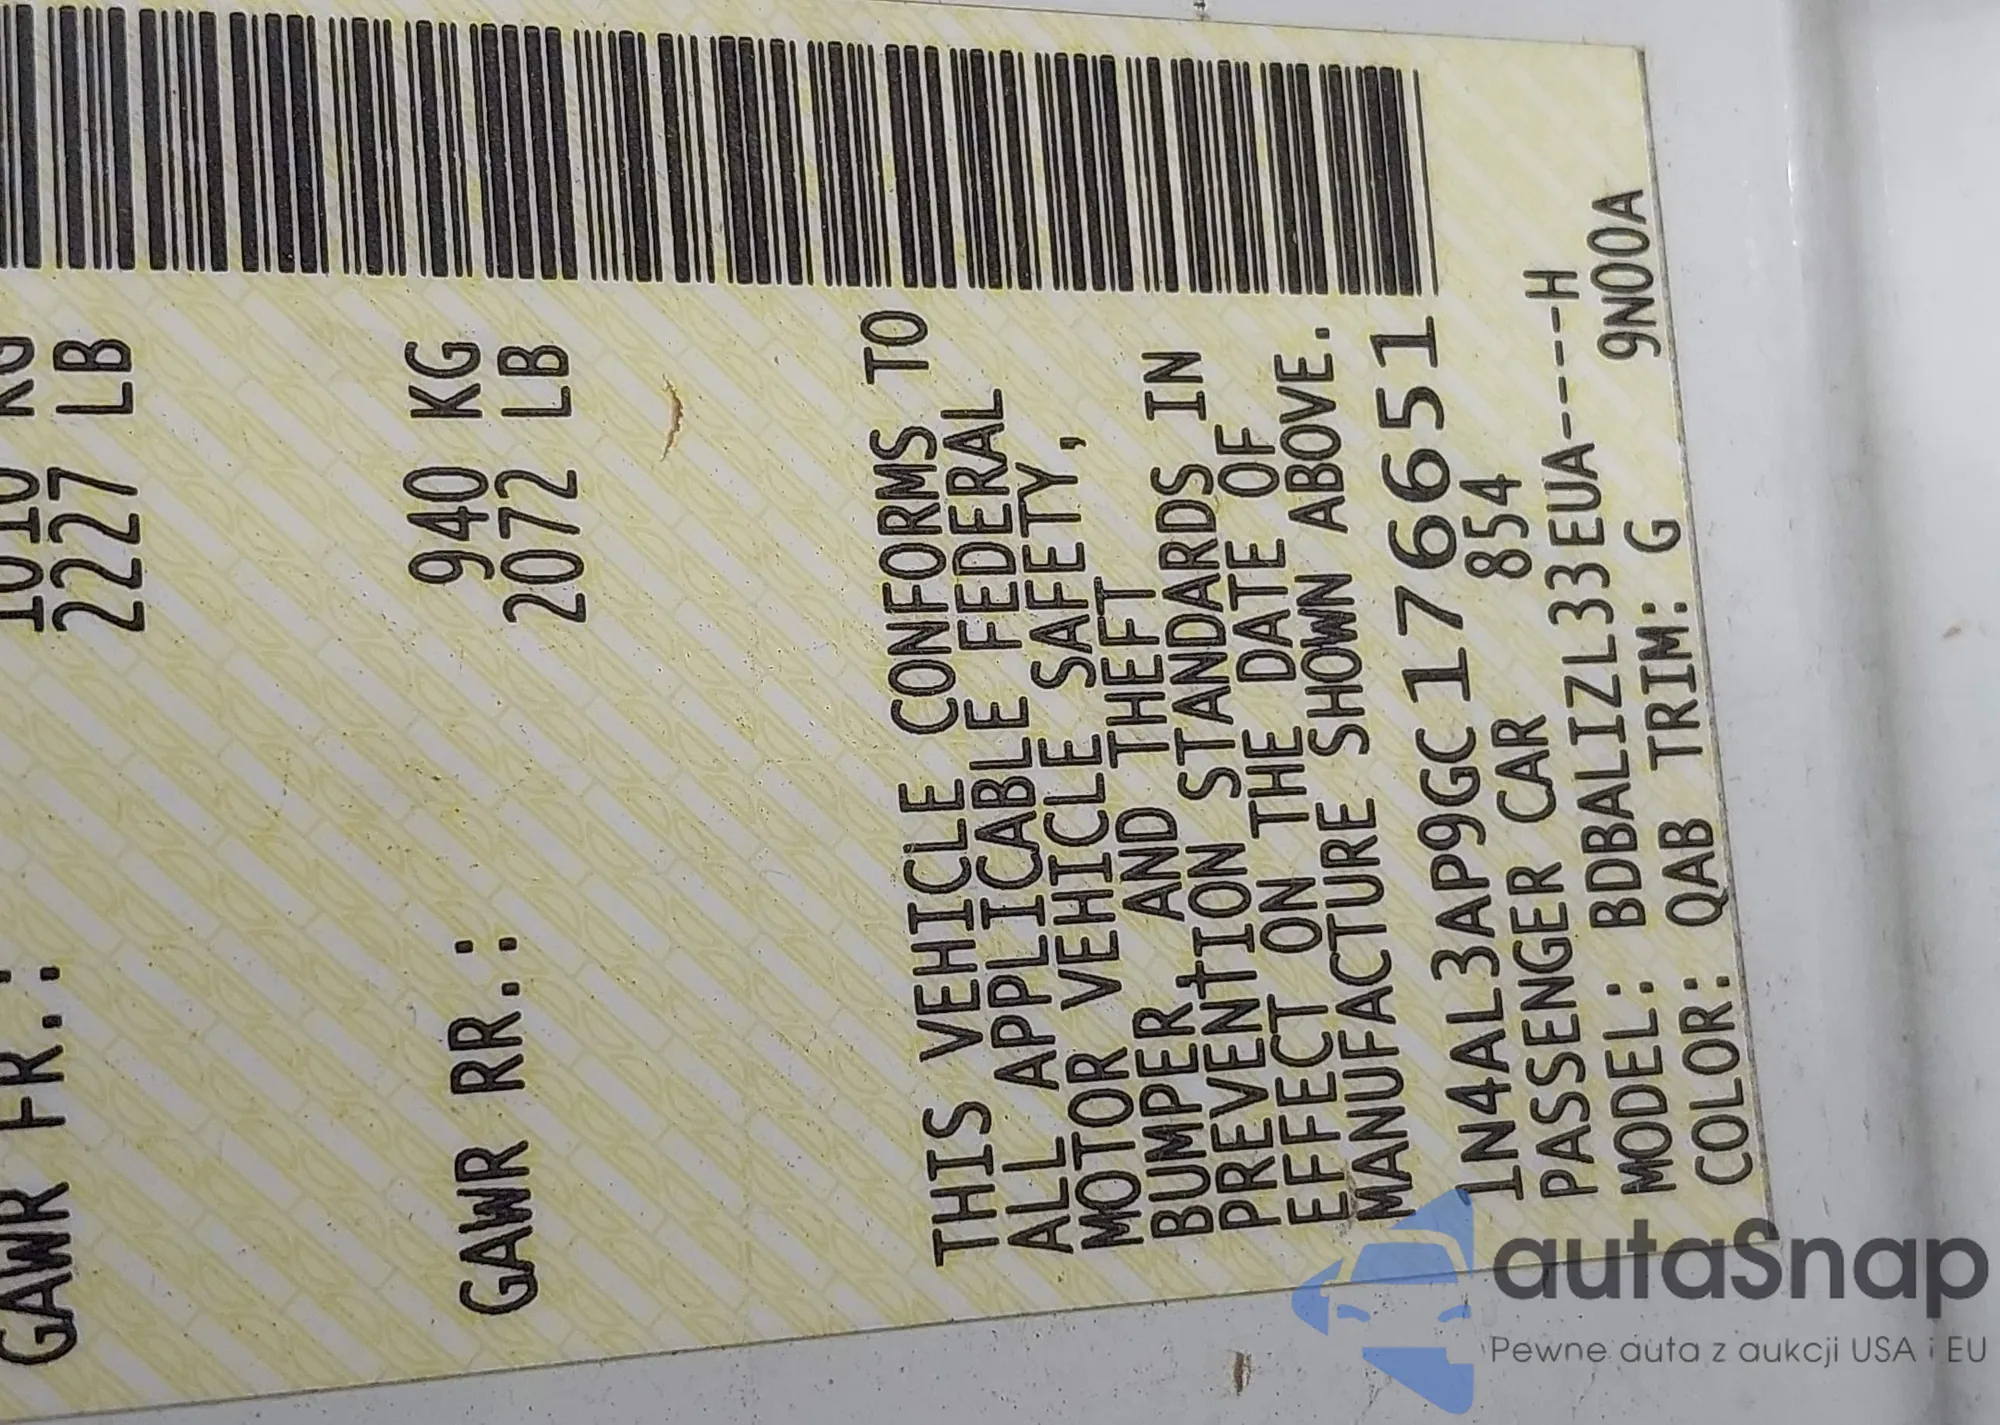 GAWR FR.: 1010 KG
2227 LB
GAWR RR.: 940 KG
2072 LB
THIS VEHICLE CONFORMS TO
ALL APPLICABLE FEDERAL
MOTOR VEHICLE SAFETY,
BUMPER AND THEFT
PREVENtION STANDARDS IN
EFFECT ON THE DATE OF
MANUFACTURE SHOWN ABOVE.
1N4AL3AP9GC176651
PASSENGER CAR 854
MODEL: BDBALIZL33EUA----H
COLOR: QAB TRIM: G 9N00A
autaSnap
Pewne auta z aukcji USA i EU